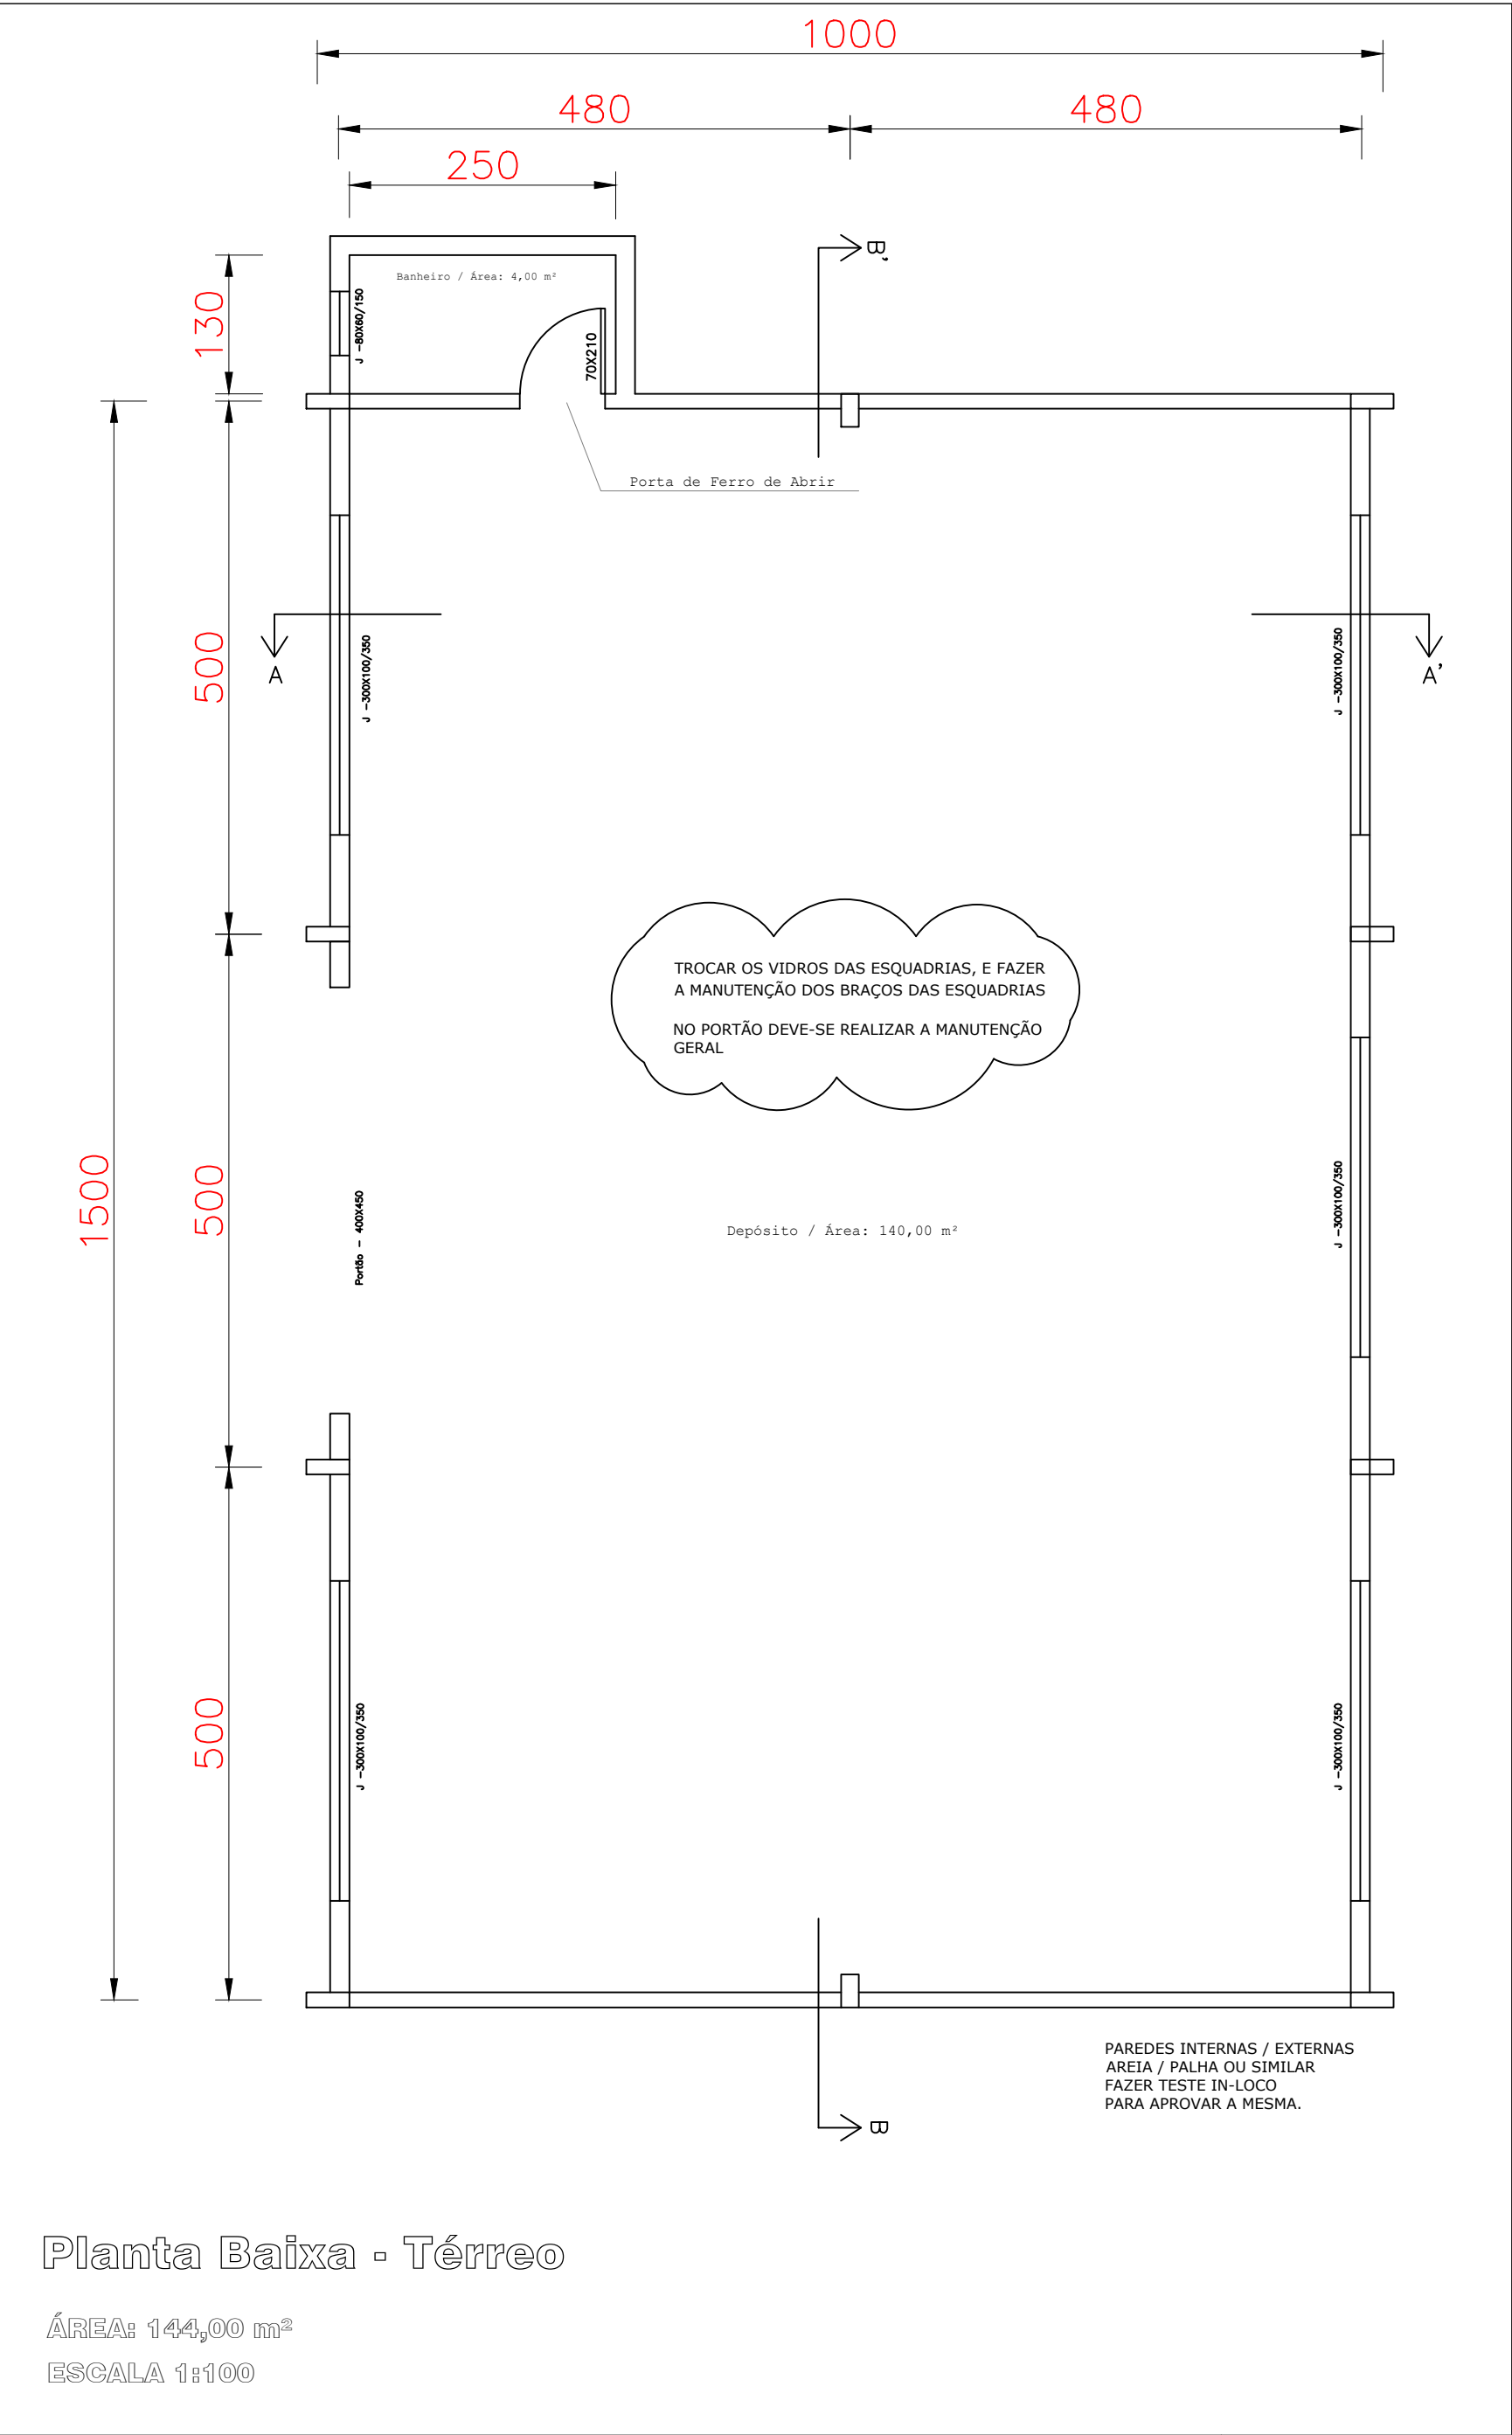 1000
480
480
250
B'
Banheiro / Área: 4,00 m²
130
J -80X60/150
70X210
Porta de Ferro de Abrir
A
A'
500
J -300X100/350
J -300X100/350
TROCAR OS VIDROS DAS ESQUADRIAS, E FAZER
A MANUTENÇÃO DOS BRAÇOS DAS ESQUADRIAS
NO PORTÃO DEVE-SE REALIZAR A MANUTENÇÃO
GERAL
1500
500
Portão - 400X450
Depósito / Área: 140,00 m²
J -300X100/350
500
J -300X100/350
J -300X100/350
PAREDES INTERNAS / EXTERNAS
AREIA / PALHA OU SIMILAR
FAZER TESTE IN-LOCO
PARA APROVAR A MESMA.
B
Planta Baixa - Térreo
ÁREA: 144,00 m²
ESCALA 1:100